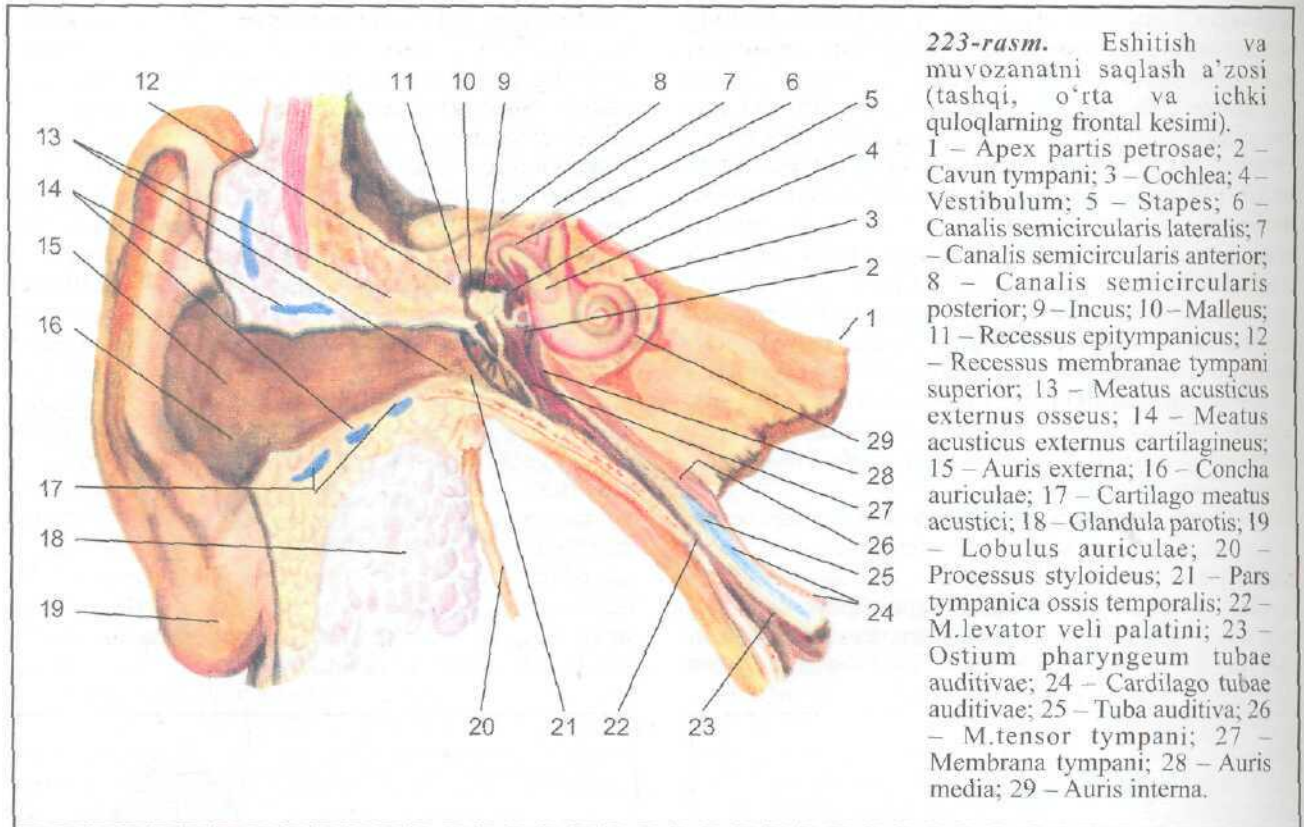 223-rasm. Eshitish va
muvozanatni saqlash a'zosi
(tashqi, o‘rta va ichki
quloqlarning frontal kesimi).
1 – Apex partis petrosae; 2 –
Cavun tympani; 3 – Cochlea; 4 –
Vestibulum; 5 – Stapes; 6 –
Canalis semicircularis lateralis; 7
– Canalis semicircularis anterior;
8 – Canalis semicircularis
posterior; 9 – Incus; 10 – Malleus;
11 – Recessus epitympanicus; 12
– Recessus membranae tympani
superior; 13 – Meatus acusticus
externus osseus; 14 – Meatus
acusticus externus cartilagineus;
15 – Auris externa; 16 – Concha
auriculae; 17 – Cartilago meatus
acustici; 18 – Glandula parotis; 19
– Lobulus auriculae; 20 –
Processus styloideus; 21 – Pars
tympanica ossis temporalis; 22 –
M.levator veli palatini; 23 –
Ostium pharyngeum tubae
auditivae; 24 – Cardilago tubae
auditivae; 25 – Tuba auditiva; 26
– M.tensor tympani; 27 –
Membrana tympani; 28 – Auris
media; 29 – Auris interna.
12 11 10 9 8 7 6
5
13
4
14
3
15
2
16
1
29
28
17
27
18
26
25
19
24
20 21 22 23